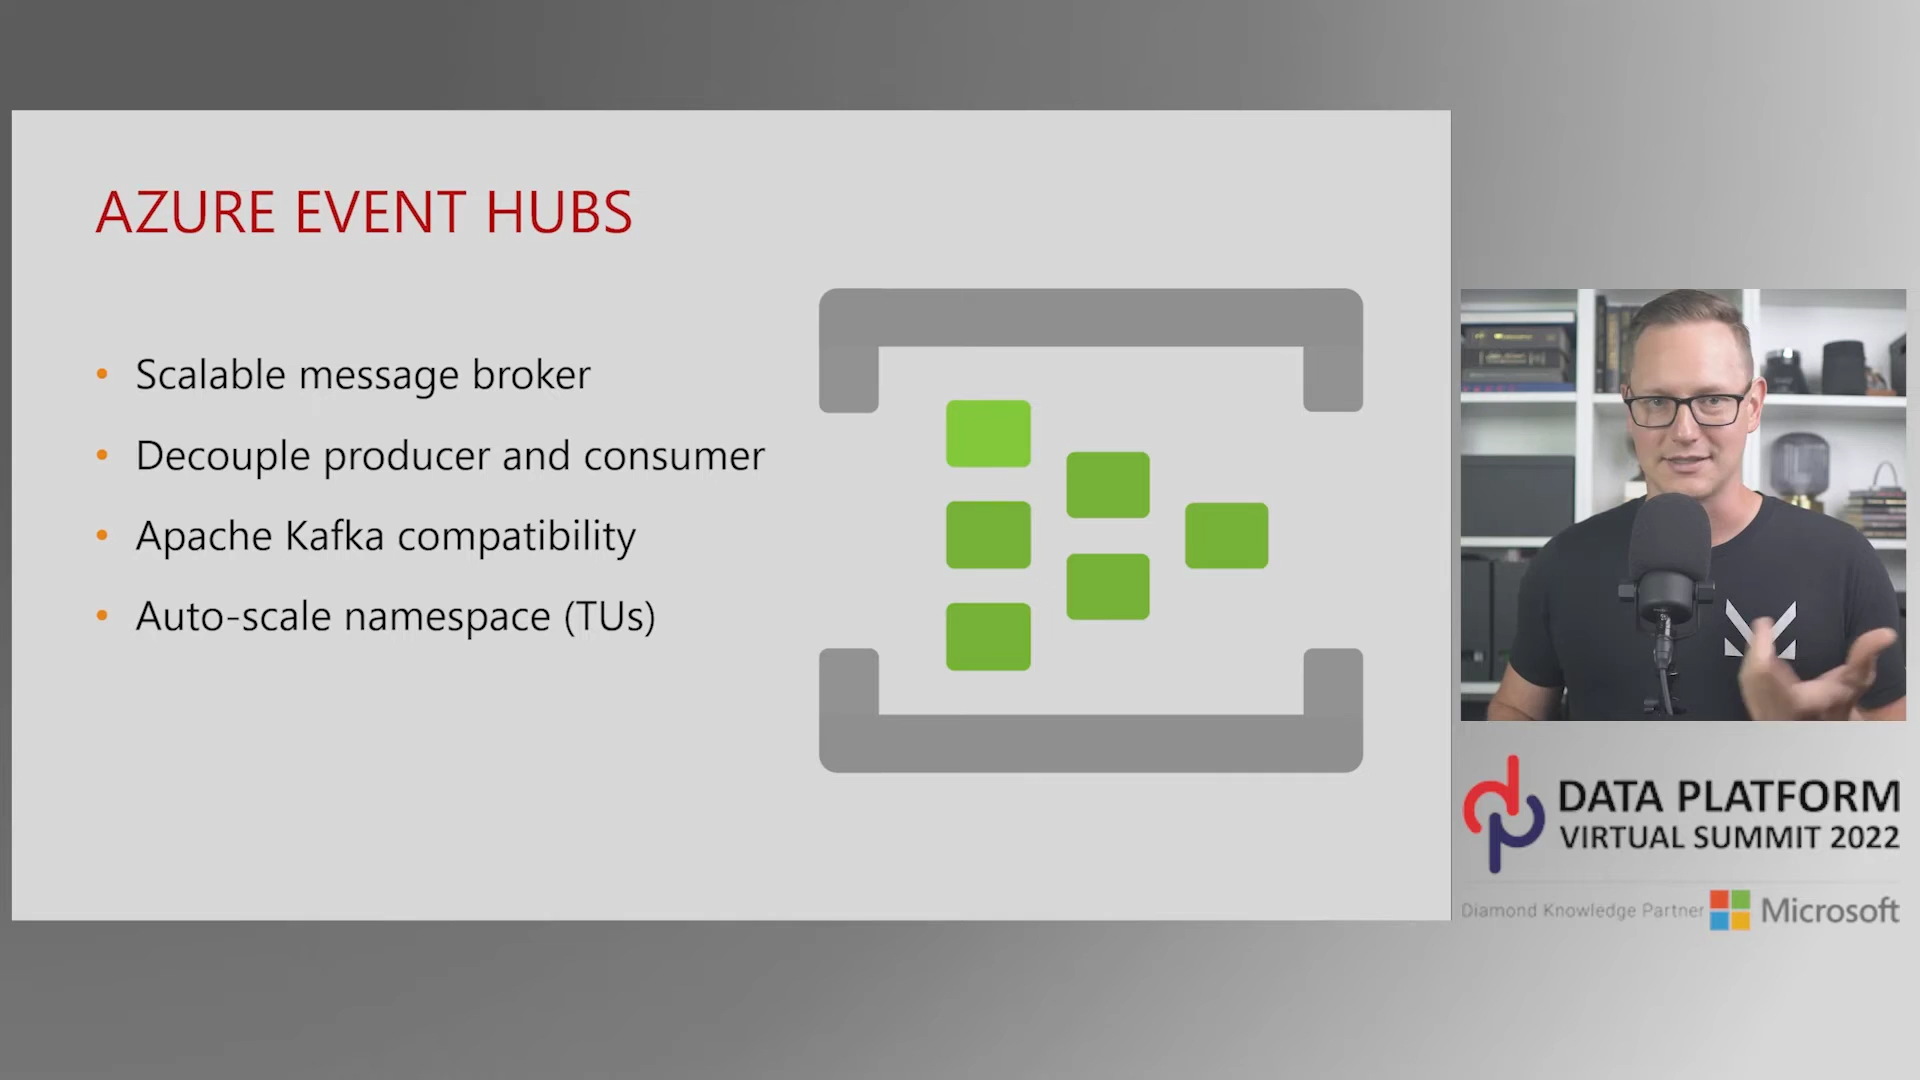 AZURE EVENT HUBS
• Scalable message broker
• Decouple producer and consumer
• Apache Kafka compatibility
• Auto-scale namespace (TUs)
DATA PLATFORM
VIRTUAL SUMMIT 2022
Diamond Knowledge Partner Microsoft